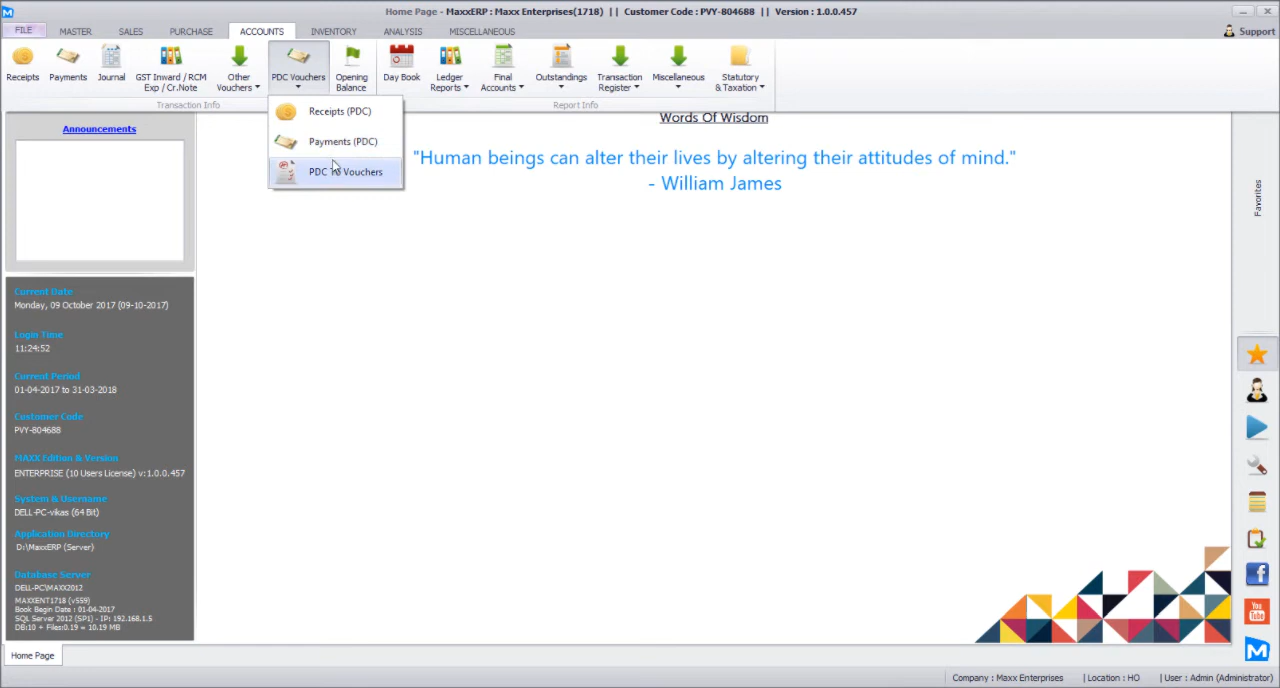 Home Page - MaxxERP : Maxx Enterprises(1718) || Customer Code : PVY-804688 || Version : 1.0.0.457
FILE MASTER SALES PURCHASE ACCOUNTS INVENTORY ANALYSIS MISCELLANEOUS Support
Receipts
Payments
Journal
GST Inward / RCM
Exp / Cr.Note
Other
Vouchers
PDC Vouchers
Opening
Balance
Day Book
Ledger
Reports
Final
Accounts
Outstandings
Transaction
Register
Miscellaneous
Statutory
& Taxation
Transaction Info
Report Info
Receipts (PDC)
Payments (PDC)
PDC Vouchers
Announcements
Words Of Wisdom
"Human beings can alter their lives by altering their attitudes of mind."
- William James
Favorites
Current Date
Monday, 09 October 2017 (09-10-2017)
Login Time
11:24:52
Current Period
01-04-2017 to 31-03-2018
Customer Code
PVY-804688
MAXX Edition & Version
ENTERPRISE (10 Users License) v:1.0.0.457
System & Username
DELL-PC-vikas (64 Bit)
Application Directory
D:\MaxxERP (Server)
Database Server
DELL-PC\MAXX2012
MAXXENT1718 (v559)
Book Begin Date : 01-04-2017
SQL Server 2012 (SP1) - IP: 192.168.1.5
DB:10 + Files:0.19 = 10.19 MB
You
Tube
Home Page
Company : Maxx Enterprises | Location : HO | User : Admin (Administrator)